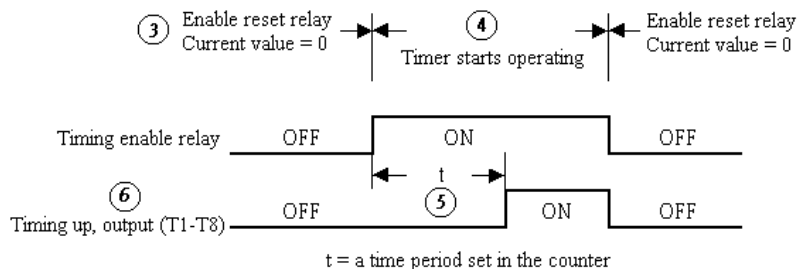 3 Enable reset relay
Current value = 0
4
Timer starts operating
Enable reset relay
Current value = 0
Timing enable relay OFF ON OFF
t
6 5
Timing up, output (T1-T8) OFF ON OFF
t = a time period set in the counter